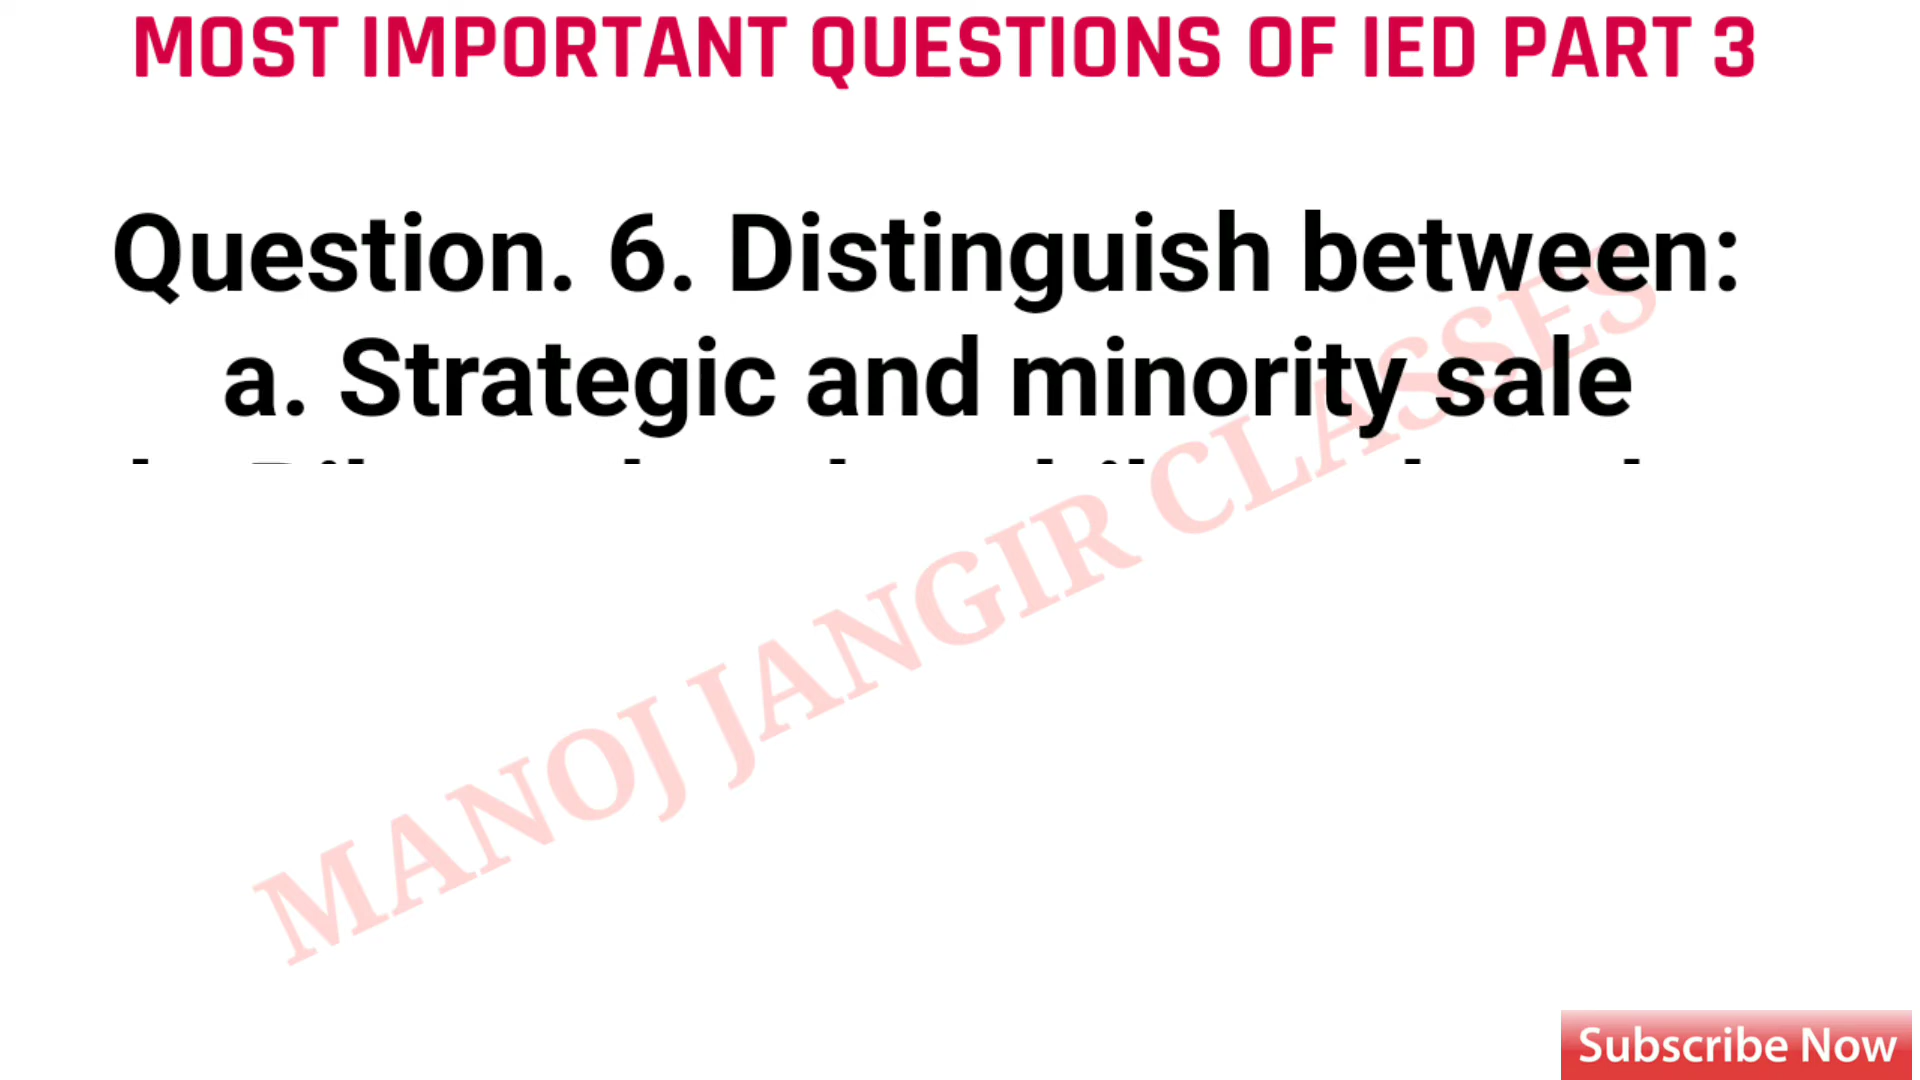 MOST IMPORTANT QUESTIONS OF IED PART 3
Question. 6. Distinguish between:
a. Strategic and minority sale
MANOJ JANGIR CLASSES
Subscribe Now